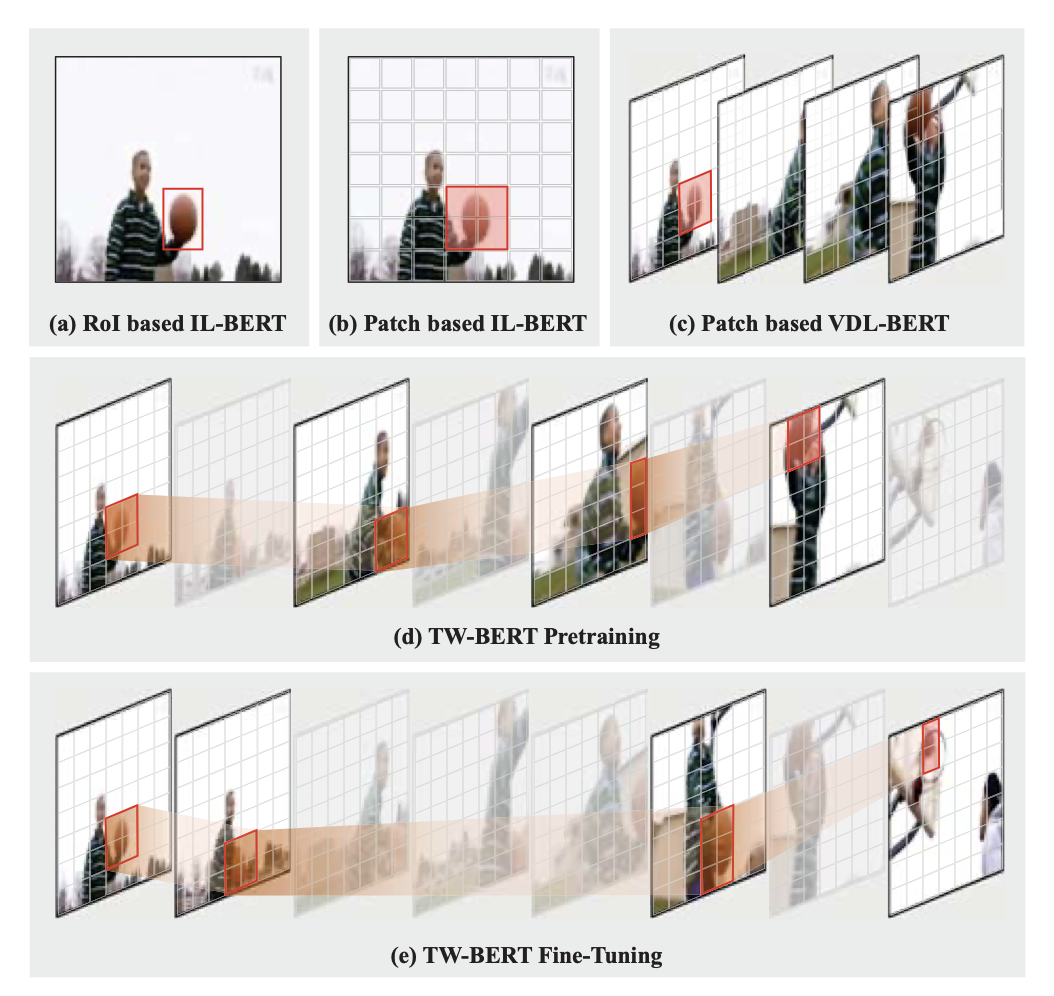 (a) RoI based IL-BERT
(b) Patch based IL-BERT
(c) Patch based VDL-BERT
(d) TW-BERT Pretraining
(e) TW-BERT Fine-Tuning